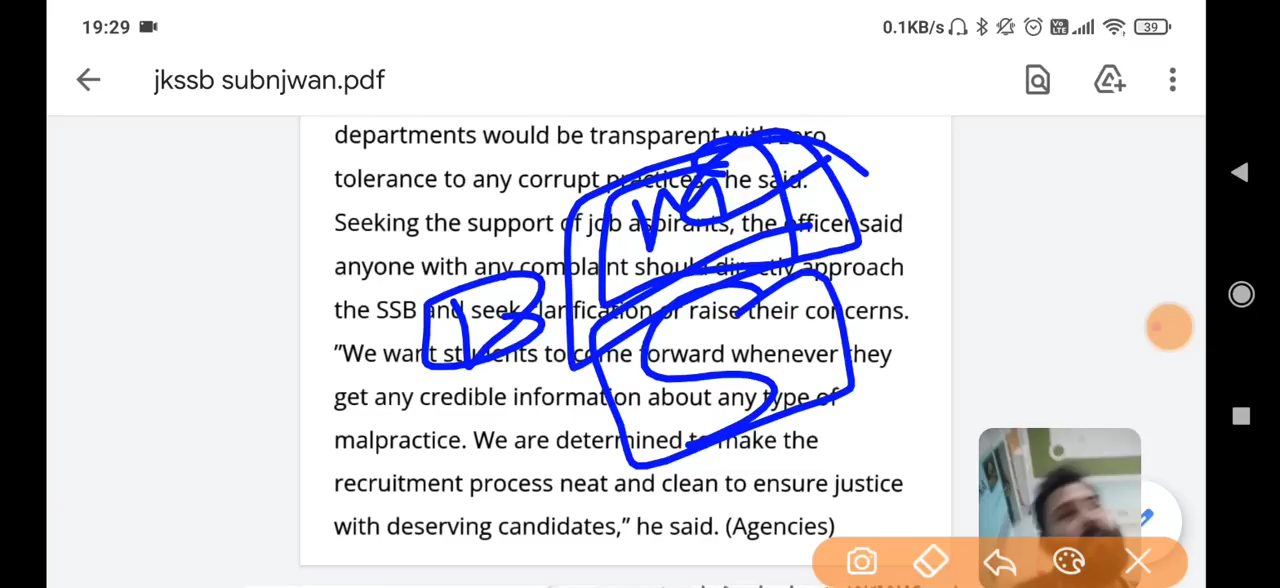 19:29 0.1KB/s Vo LTE 39
jkssb subnjwan.pdf
departments would be transparent with zero
tolerance to any corrupt practices, he said.
Seeking the support of job aspirants, the officer said
anyone with any complaint should directly approach
the SSB and seek clarification or raise their concerns.
"We want students to come forward whenever they
get any credible information about any type of
malpractice. We are determined to make the
recruitment process neat and clean to ensure justice
with deserving candidates,” he said. (Agencies)